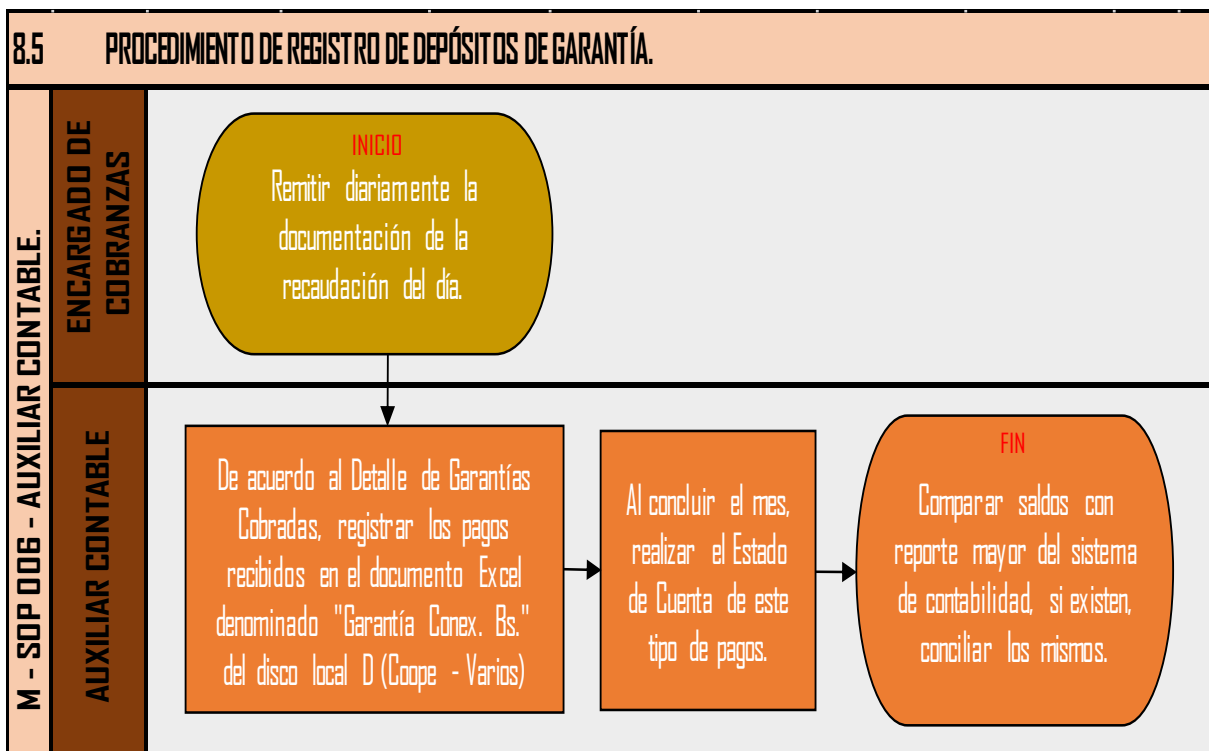 8.5 PROCEDIMIENTO DE REGISTRO DE DEPÓSITOS DE GARANTÍA.
M - SDP 006 - AUXILIAR CONTABLE.
ENCARGADO DE
COBRANZAS
INICIO
Remitir diariamente la
documentación de la
recaudación del día.
AUXILIAR CONTABLE
De acuerdo al Detalle de Garantías
Cobradas, registrar los pagos
recibidos en el documento Excel
denominado "Garantía Conex. Bs."
del disco local D (Coope - Varios)
Al concluir el mes,
realizar el Estado
de Cuenta de este
tipo de pagos.
FIN
Comparar saldos con
reporte mayor del sistema
de contabilidad, si existen,
conciliar los mismos.